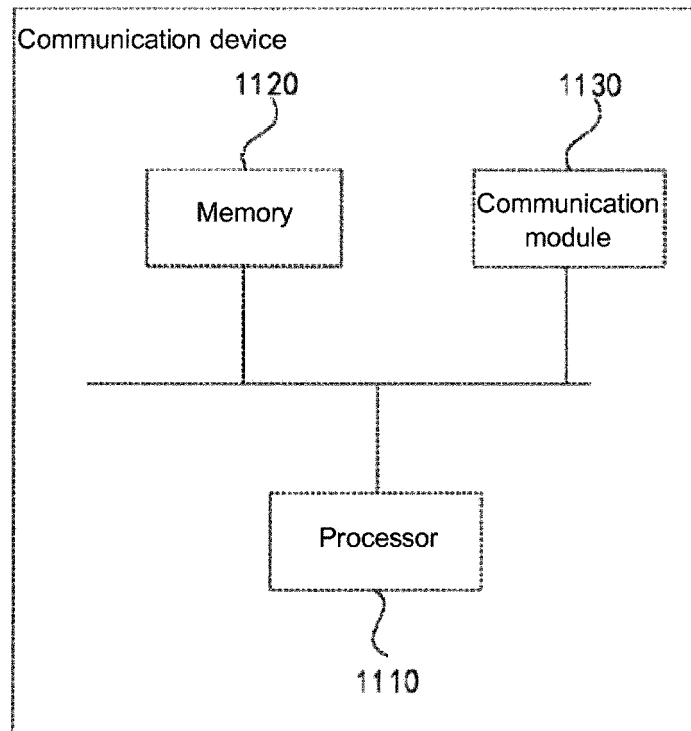 Communication device
1120
1130
Memory
Communication
module
Processor
1110